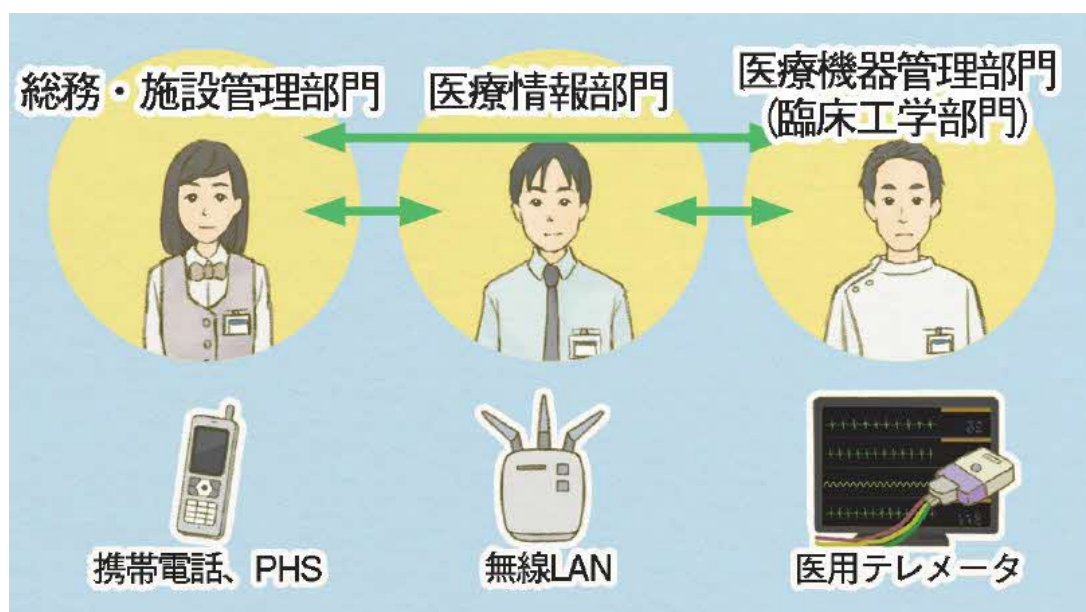 総務・施設管理部門
医療情報部門
医療機器管理部門
(臨床工学部門)
携帯電話、PHS
無線LAN
医用テレメータ